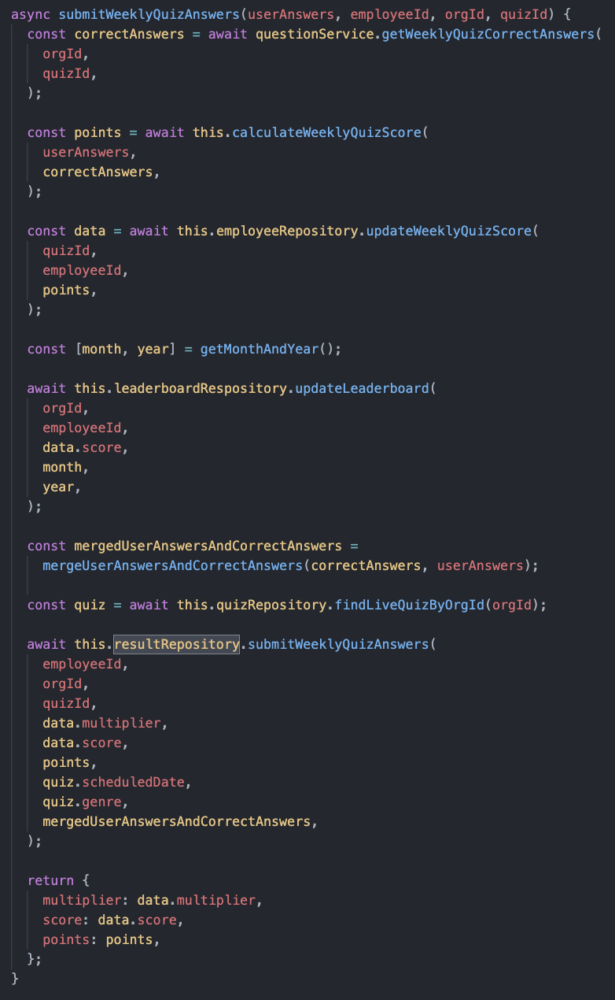 async submitWeeklyQuizAnswers(userAnswers, employeeId, orgId, quizId) {
  const correctAnswers = await questionService.getWeeklyQuizCorrectAnswers(
    orgId,
    quizId,
  );

  const points = await this.calculateWeeklyQuizScore(
    userAnswers,
    correctAnswers,
  );

  const data = await this.employeeRepository.updateWeeklyQuizScore(
    quizId,
    employeeId,
    points,
  );

  const [month, year] = getMonthAndYear();

  await this.leaderboardRespository.updateLeaderboard(
    orgId,
    employeeId,
    data.score,
    month,
    year,
  );

  const mergedUserAnswersAndCorrectAnswers =
    mergeUserAnswersAndCorrectAnswers(correctAnswers, userAnswers);

  const quiz = await this.quizRepository.findLiveQuizByOrgId(orgId);

  await this.resultRepository.submitWeeklyQuizAnswers(
    employeeId,
    orgId,
    quizId,
    data.multiplier,
    data.score,
    points,
    quiz.scheduledDate,
    quiz.genre,
    mergedUserAnswersAndCorrectAnswers,
  );

  return {
    multiplier: data.multiplier,
    score: data.score,
    points: points,
  };
}